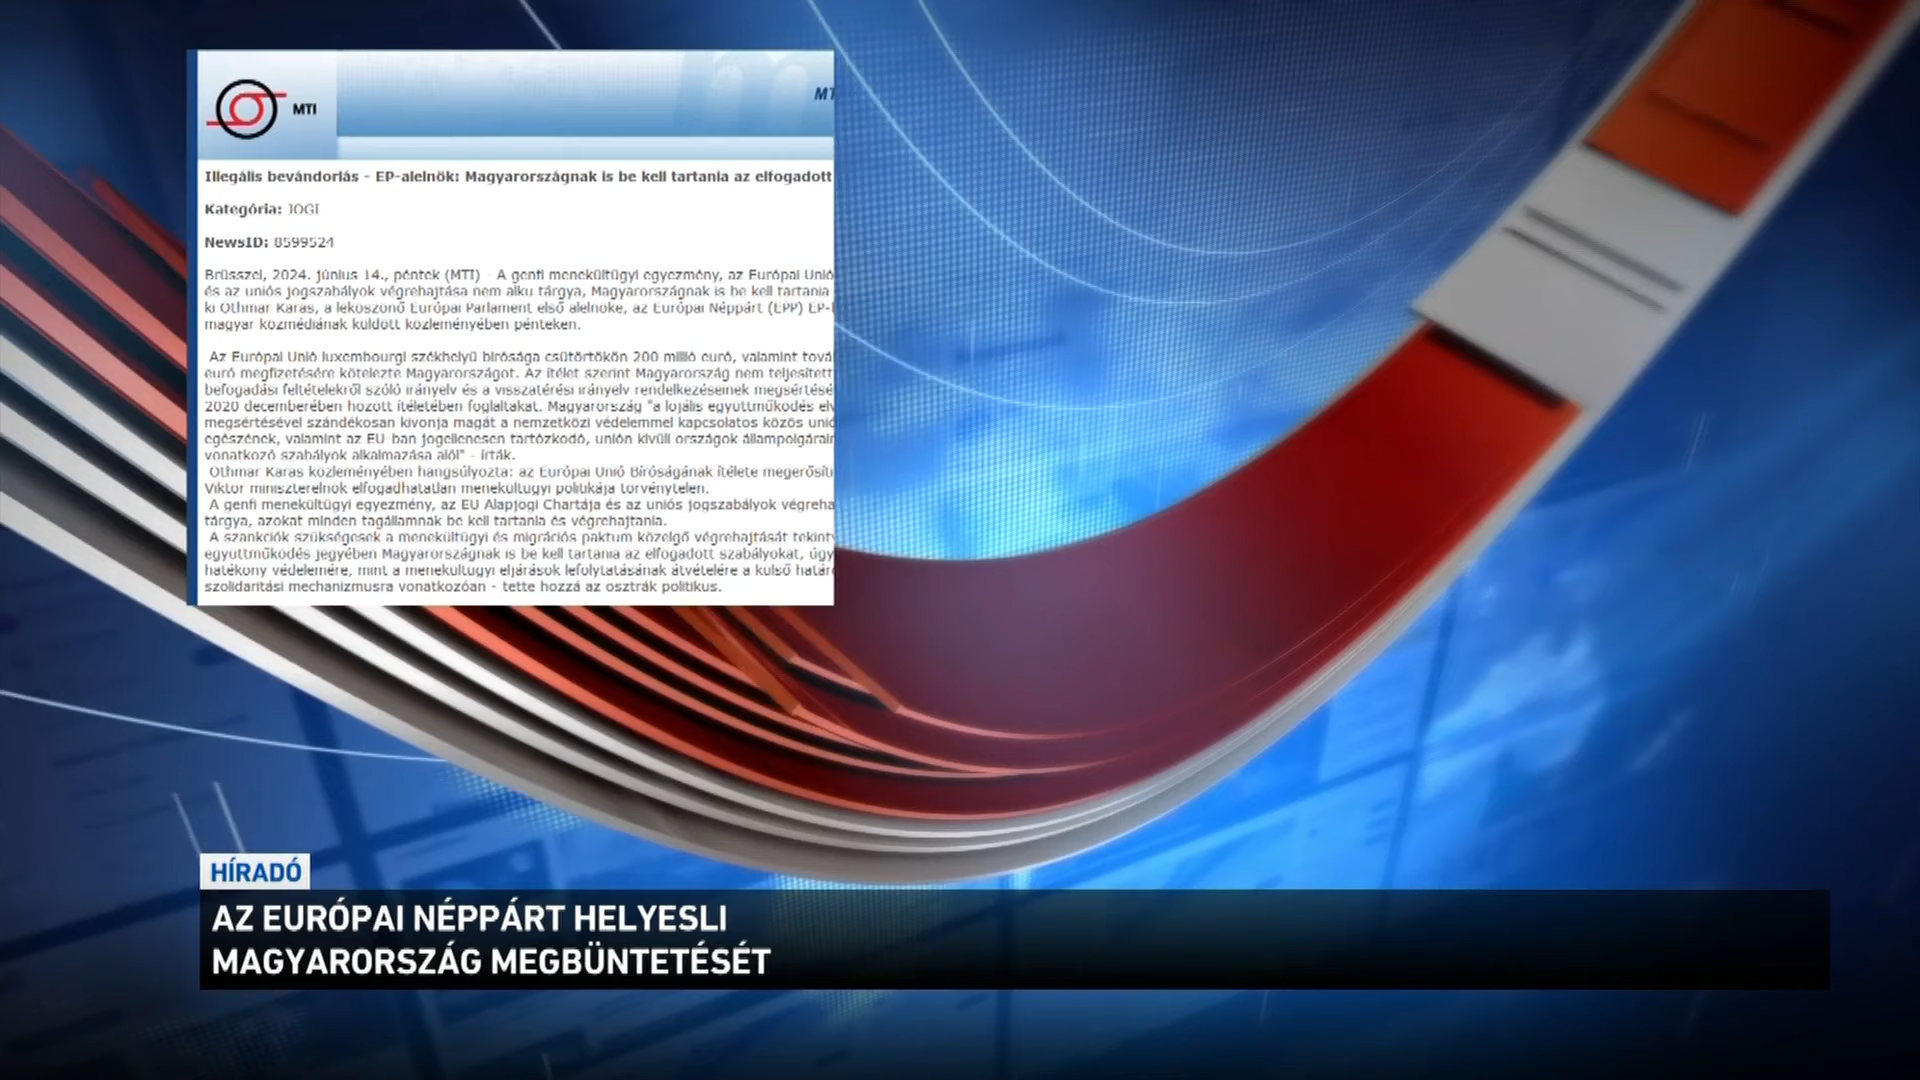 MTI
MT
Illegális bevándorlás - EP-alelnök: Magyarországnak is be kell tartania az elfogadott
Kategória: JOGI
NewsID: 8599524
Brüsszel, 2024. június 14., péntek (MTI) - A genfi menekültügyi egyezmény, az Európai Unió
és az uniós jogszabályok végrehajtása nem alku tárgya, Magyarországnak is be kell tartania
ki Othmar Karas, a leköszönő Európai Parlament első alelnöke, az Európai Néppárt (EPP) EP-
magyar közmédiának küldött közleményében pénteken.
Az Európai Unió luxembourgi székhelyű bírósága csütörtökön 200 millió euró, valamint tová
euró megfizetésére kötelezte Magyarországot. Az ítélet szerint Magyarország nem teljesített
befogadási feltételekről szóló irányelv és a visszatérési irányelv rendelkezéseinek megsértésé
2020 decemberében hozott ítéletében foglaltakat. Magyarország "a lojális együttműködés elv
megsértésével szándékosan kivonja magát a nemzetközi védelemmel kapcsolatos közös unió
egészének, valamint az EU-ban jogellenesen tartózkodó, unión kívüli országok állampolgárair
vonatkozó szabályok alkalmazása alól" - írták.
Othmar Karas közleményében hangsúlyozta: az Európai Unió Bíróságának ítélete megerősíti
Viktor miniszterelnök elfogadhatatlan menekültügyi politikája törvénytelen.
A genfi menekültügyi egyezmény, az EU Alapjogi Chartája és az uniós jogszabályok végreha
tárgya, azokat minden tagállamnak be kell tartania és végrehajtania.
A szankciók szükségesek a menekültügyi és migrációs paktum közelgő végrehajtását tekint
együttműködés jegyében Magyarországnak is be kell tartania az elfogadott szabályokat, úgy
hatékony védelemére, mint a menekültügyi eljárások lefolytatásának átvételére a külső határ
szolidaritási mechanizmusra vonatkozóan - tette hozzá az osztrák politikus.
HÍRADÓ
AZ EURÓPAI NÉPPÁRT HELYESLI
MAGYARORSZÁG MEGBÜNTETÉSÉT